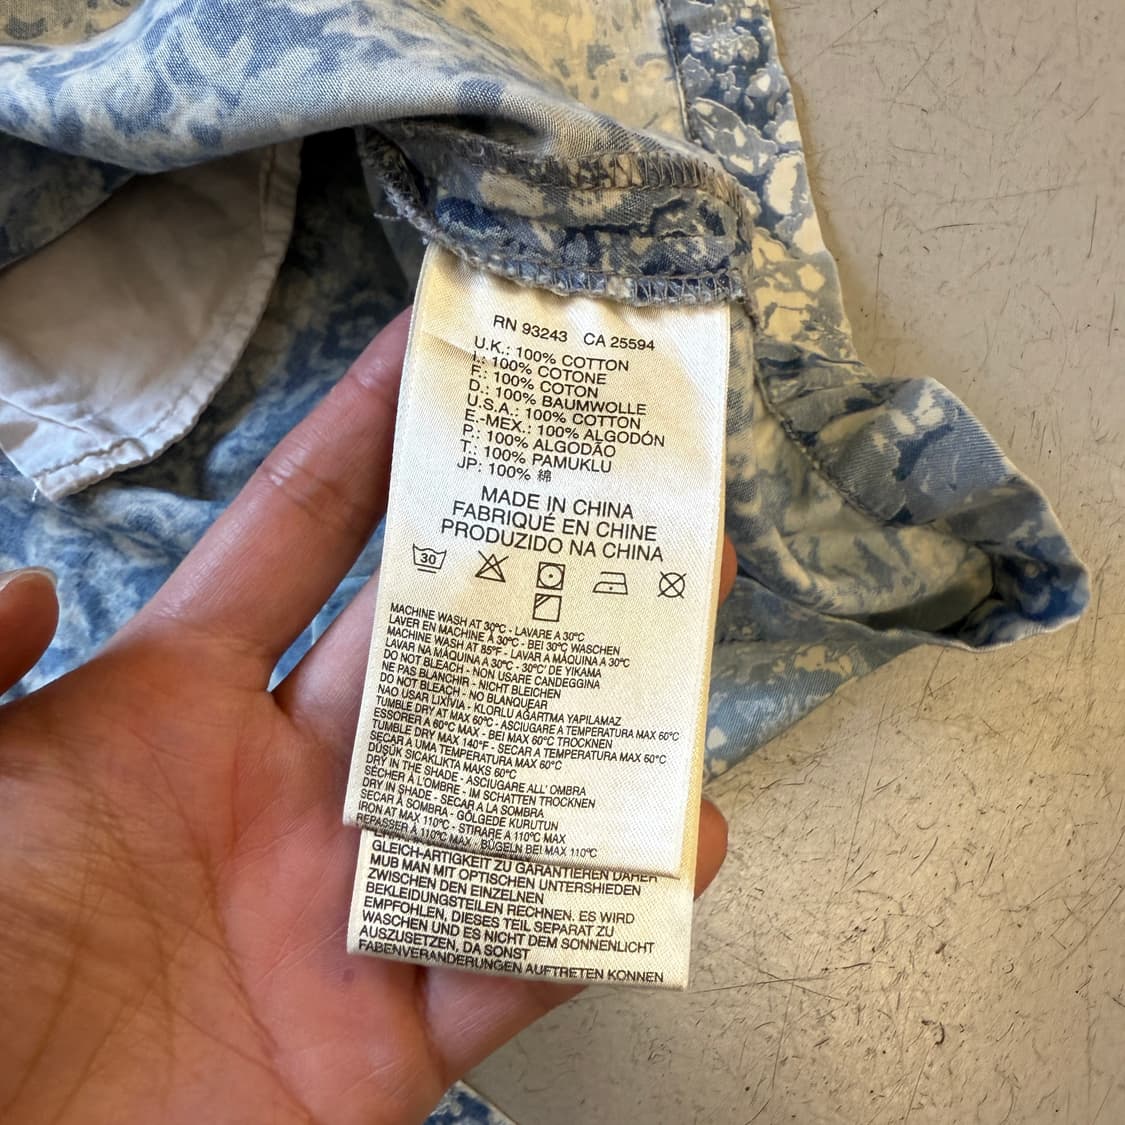 RN 93243 CA 25594
U.K.: 100% COTTON
I.: 100% COTONE
F.: 100% COTON
D.: 100% BAUMWOLLE
U.S.A.: 100% COTTON
E.-MEX.: 100% ALGODÓN
P.: 100% ALGODÃO
T.: 100% PAMUKLU
JP: 100% 綿
MADE IN CHINA
FABRIQUÉ EN CHINE
PRODUZIDO NA CHINA
30
MACHINE WASH AT 30°C - LAVARE A 30°C
LAVER EN MACHINE À 30°C - BEI 30°C WASCHEN
MACHINE WASH AT 85°F - LAVAR A MÁQUINA A 30°C
LAVAR NA MÁQUINA A 30°C - 30°C' DE YIKAMA
DO NOT BLEACH - NON USARE CANDEGGINA
NE PAS BLANCHIR - NICHT BLEICHEN
DO NOT BLEACH - NO BLANQUEAR
NAO USAR LIXÍVIA - KLORLU AĞARTMA YAPILAMAZ
TUMBLE DRY AT MAX 60°C - ASCIUGARE A TEMPERATURA MAX 60°C
ESSORER A 60°C MAX - BEI MAX 60°C TROCKNEN
TUMBLE DRY MAX 140°F - SECAR A TEMPERATURA MAX 60°C
SECAR A UMA TEMPERATURA MAX 60°C
DÜŞÜK SICAKLIKTA MAKS 60°C
DRY IN THE SHADE - ASCIUGARE ALL' OMBRA
SÉCHER À L'OMBRE - IM SCHATTEN TROCKNEN
DRY IN SHADE - SECAR A LA SOMBRA
SECAR À SOMBRA - GÖLGEDE KURUTUN
IRON AT MAX 110°C - STIRARE A 110°C MAX
REPASSER À 110°C MAX - BÜGELN BEI MAX 110°C
GLEICH-ARTIGKEIT ZU GARANTIEREN DAHER
MUB MAN MIT OPTISCHEN UNTERSHIEDEN
ZWISCHEN DEN EINZELNEN
BEKLEIDUNGSTEILEN RECHNEN. ES WIRD
EMPFOHLEN, DIESES TEIL SEPARAT ZU
WASCHEN UND ES NICHT DEM SONNENLICHT
AUSZUSETZEN, DA SONST
FABENVERANDERUNGEN AUFTRETEN KONNEN